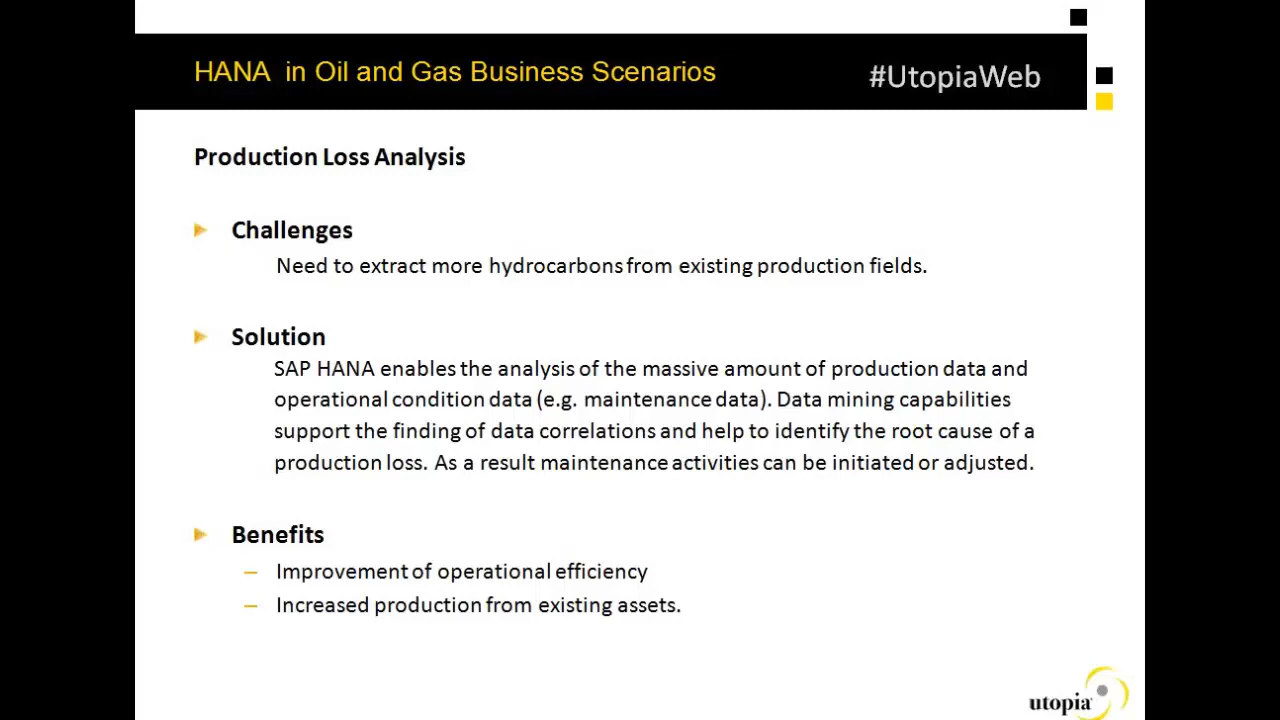 HANA in Oil and Gas Business Scenarios
#UtopiaWeb
Production Loss Analysis
Challenges
Need to extract more hydrocarbons from existing production fields.
Solution
SAP HANA enables the analysis of the massive amount of production data and
operational condition data (e.g. maintenance data). Data mining capabilities
support the finding of data correlations and help to identify the root cause of a
production loss. As a result maintenance activities can be initiated or adjusted.
Benefits
– Improvement of operational efficiency
– Increased production from existing assets.
utopia